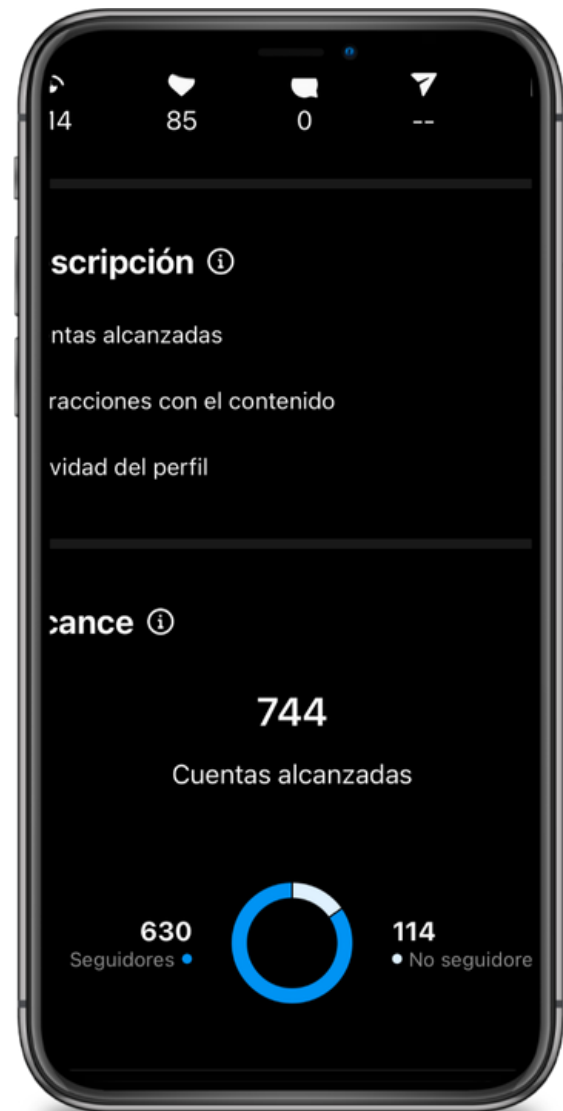 14 85 0 --
scripción
ntas alcanzadas
racciones con el contenido
vidad del perfil
cance
744
Cuentas alcanzadas
630 114
Seguidores No seguidore